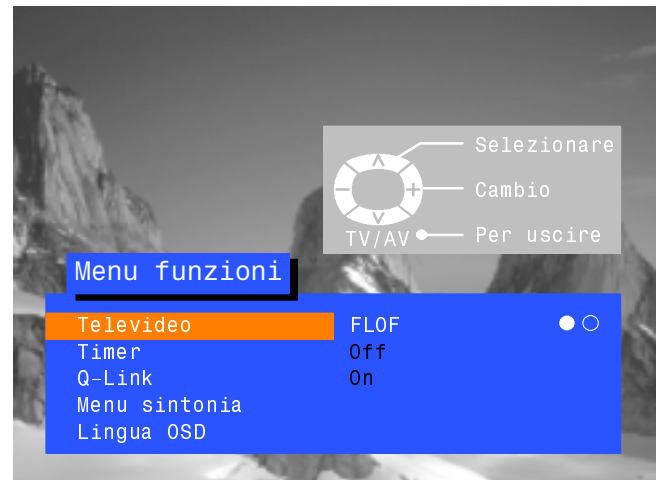 Selezionare
Cambio
TV/AV Per uscire
Menu funzioni
Televideo FLOF
Timer Off
Q-Link On
Menu sintonia
Lingua OSD